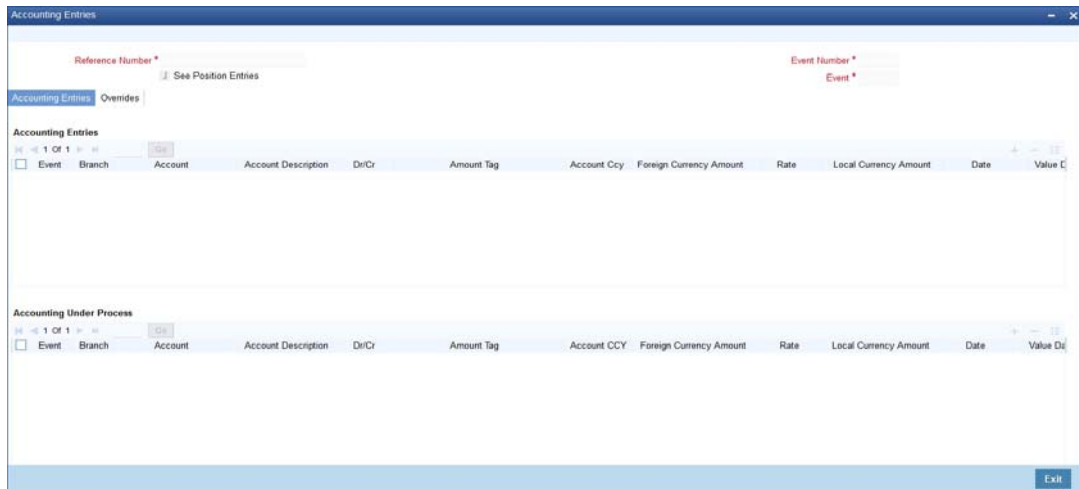 Accounting Entries
Reference Number *
Event Number *
See Position Entries
Event *
Accounting Entries Overrides
Accounting Entries
1 Of 1 Go
Event Branch Account Account Description Dr/Cr Amount Tag Account Ccy Foreign Currency Amount Rate Local Currency Amount Date Value D
Accounting Under Process
1 Of 1 Go
Event Branch Account Account Description Dr/Cr Amount Tag Account CCY Foreign Currency Amount Rate Local Currency Amount Date Value Da
Exit